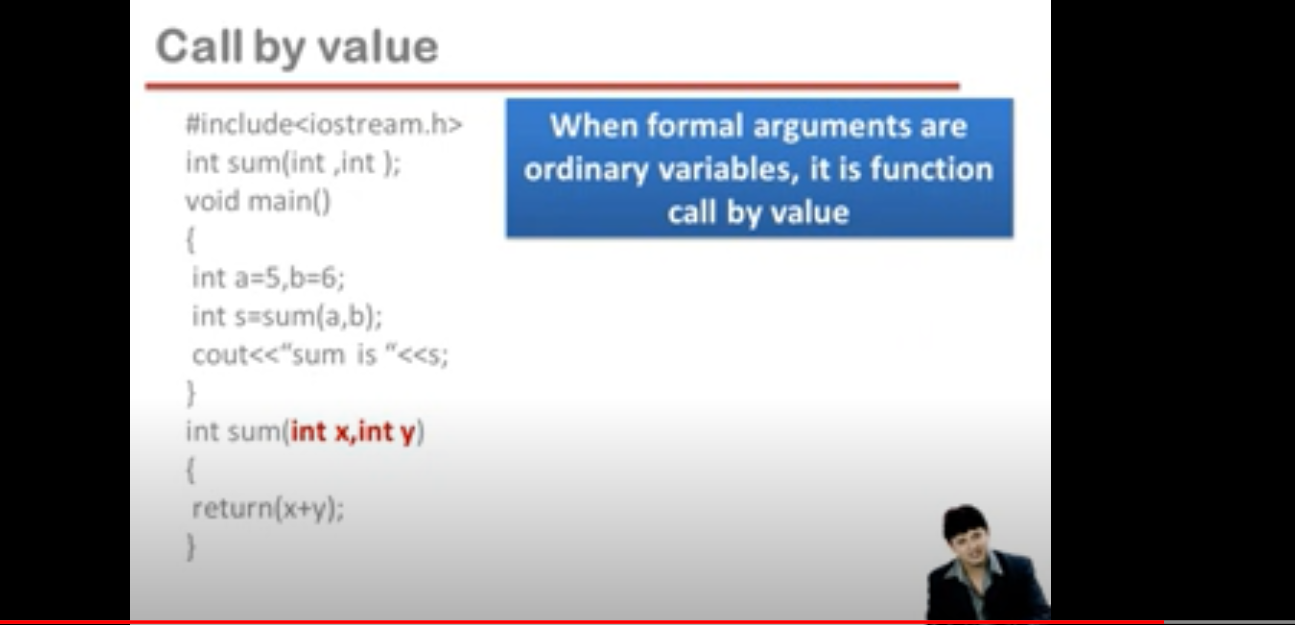 Call by value
#include<iostream.h>
int sum(int ,int );
void main()
{
int a=5,b=6;
int s=sum(a,b);
cout<<“sum is “<<s;
}
int sum(int x,int y)
{
return(x+y);
}
When formal arguments are
ordinary variables, it is function
call by value